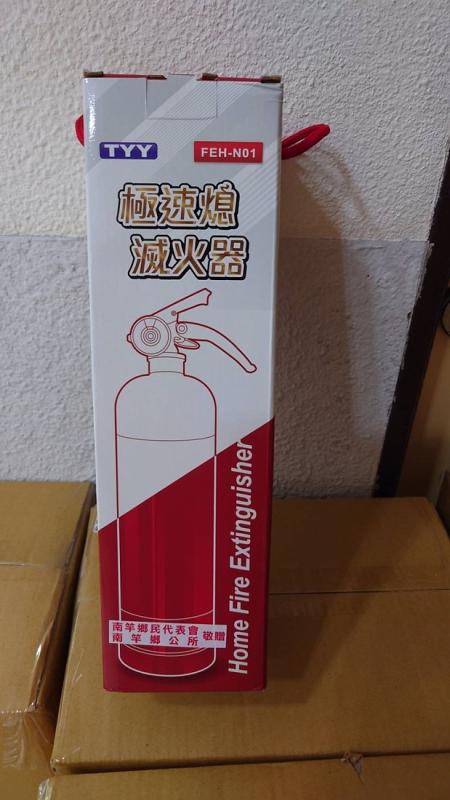 TYY
FEH-N01
極速熄
滅火器
Home Fire Extinguisher
南竿鄉民代表會
南竿鄉公所
敬贈